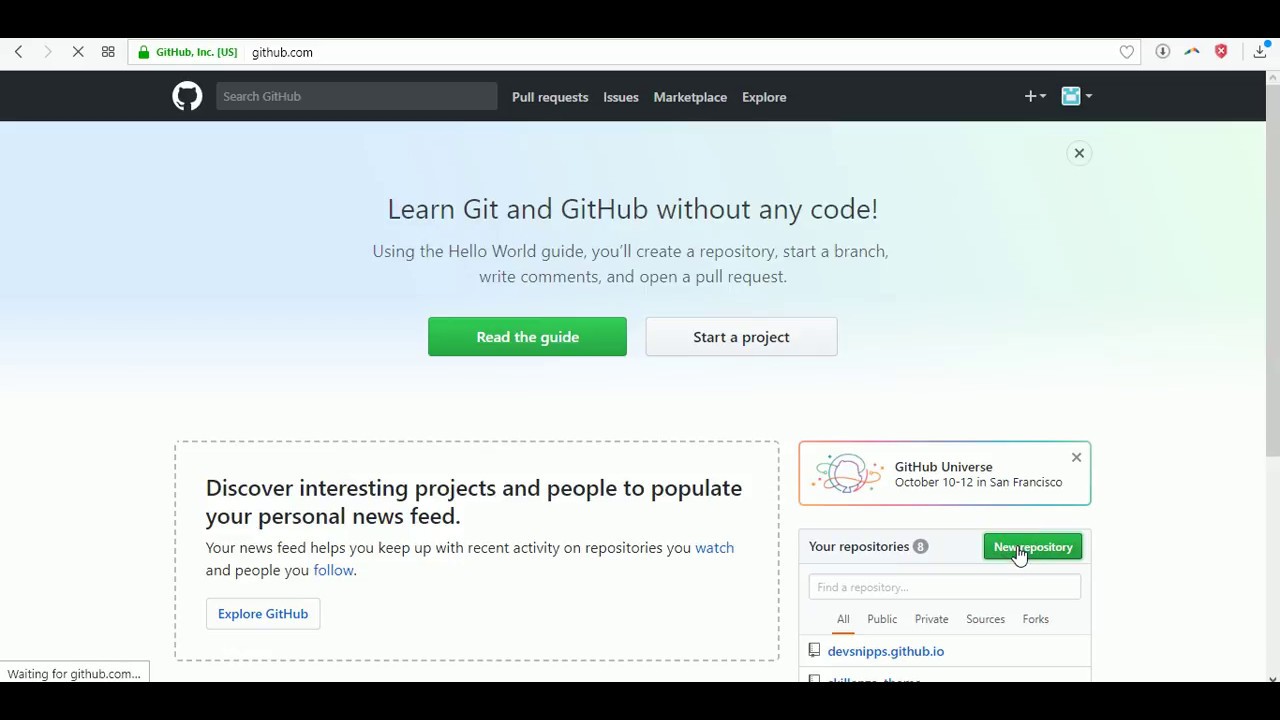 GitHub, Inc. [US]
github.com
Search GitHub
Pull requests
Issues
Marketplace
Explore
Learn Git and GitHub without any code!
Using the Hello World guide, you'll create a repository, start a branch,
write comments, and open a pull request.
Read the guide
Start a project
Discover interesting projects and people to populate
your personal news feed.
Your news feed helps you keep up with recent activity on repositories you watch
and people you follow.
Explore GitHub
GitHub Universe
October 10-12 in San Francisco
Your repositories 8
New repository
Find a repository...
All
Public
Private
Sources
Forks
devsnipps.github.io
Waiting for github.com...